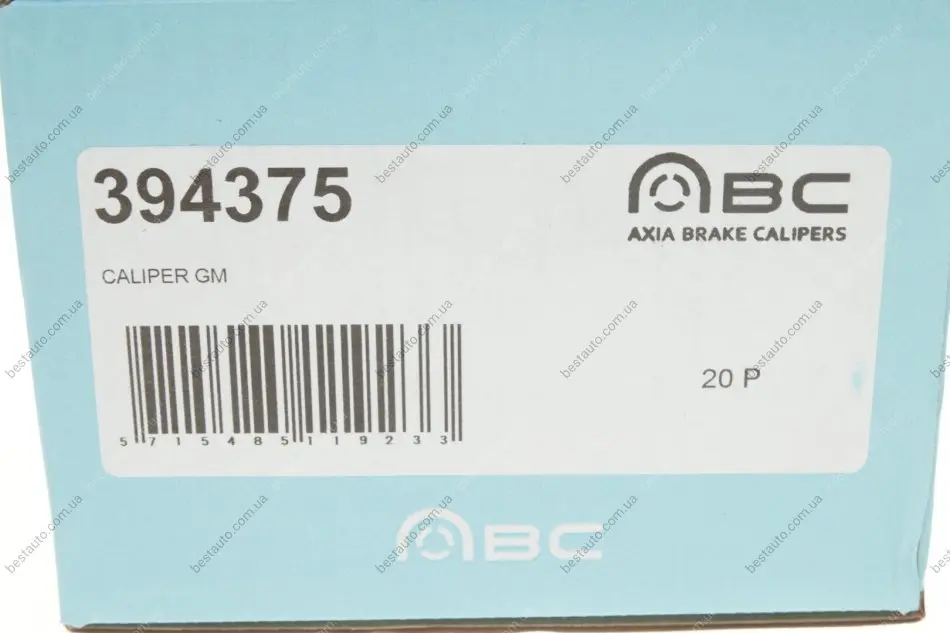 394375
ABC
AXIA BRAKE CALIPERS
CALIPER GM
20 P
5 715485 119233
ABC
bestauto.com.ua